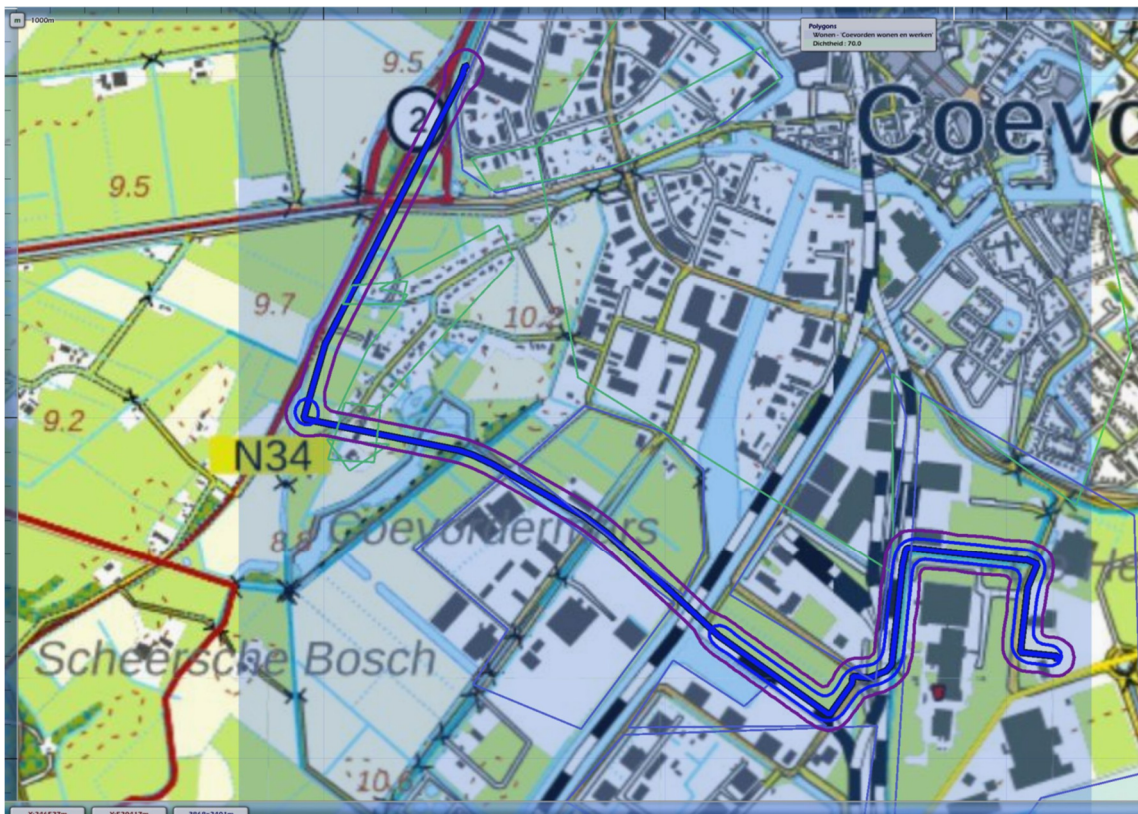 m
1000m
Polygons
Wonen - 'Coevorden wonen en werken'
Dichtheid : 70.0
9.5
2
Coevo
9.5
9.7
10.2
9.2
N34
Coevordermars
8.8
Scheersche Bosch
10.6